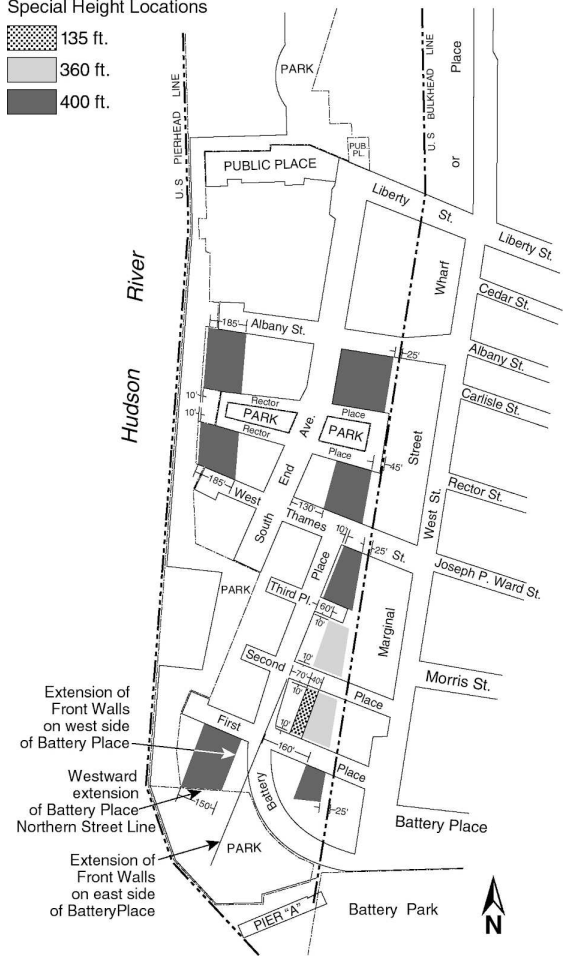 Special Height Locations
135 ft.
360 ft.
400 ft.
U.S PIERHEAD LINE
PARK
U.S BULKHEAD LINE
Place
or
PUB.
PL.
PUBLIC PLACE
Liberty St.
Liberty St.
Wharf
Cedar St.
Hudson River
185'
Albany St.
25'
Albany St.
Carlisle St.
10'
10'
Rector
PARK
Rector
Ave.
Place
PARK
Place
Street
45'
185'
West
End
130'
Thames
South
10'
25'
St.
West St.
Rector St.
Joseph P. Ward St.
Place
PARK
Third Pl.
60'
10'
Marginal
10'
Second
70'
40'
Place
Morris St.
10'
Extension of
Front Walls
on west side
of Battery Place
First
10'
160'
Place
Westward
extension
of Battery Place
Northern Street Line
150'
Battery
25'
Battery Place
PARK
Extension of
Front Walls
on east side
of BatteryPlace
PIER "A"
Battery Park
N